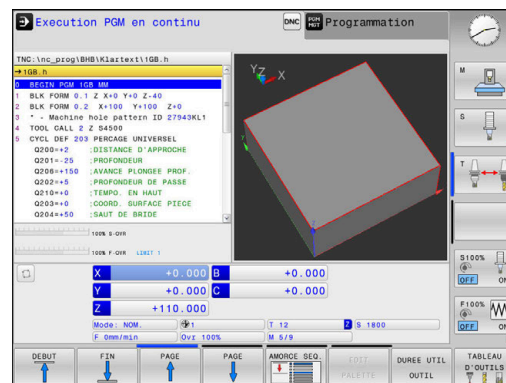 Execution PGM en continu
DNC
PGM MGT
Programmation
TNC:\nc_prog\BHB\Klartext\1GB.h
→1GB.h
0 BEGIN PGM 1GB MM
1 BLK FORM 0.1 Z X+0 Y+0 Z-40
2 BLK FORM 0.2 X+100 Y+100 Z+0
3 * - Machine hole pattern ID 27943KL1
4 TOOL CALL 2 Z S4500
5 CYCL DEF 203 PERCAGE UNIVERSEL
Q200=+2 ;DISTANCE D'APPROCHE
Q201=-25 ;PROFONDEUR
Q206=+150 ;AVANCE PLONGEE PROF.
Q202=+5 ;PROFONDEUR DE PASSE
Q210=+0 ;TEMPO. EN HAUT
Q203=+0 ;COORD. SURFACE PIECE
Q204=+50 ;SAUT DE BRIDE
Y Z X
100% S-OVR
100% F-OVR LIMIT 1
X +0.000 B +0.000
Y +0.000 C +0.000
Z +110.000
Mode: NOM. 1 T 12 Z S 1800
F 0mm/min Ovr 100% M 5/9
M
S
T
S100%
OFF ON
F100%
OFF ON
DEBUT
FIN
PAGE
PAGE
AMORCE SEQ.
EDIT PALETTE
DUREE UTIL OUTIL
TABLEAU D'OUTILS